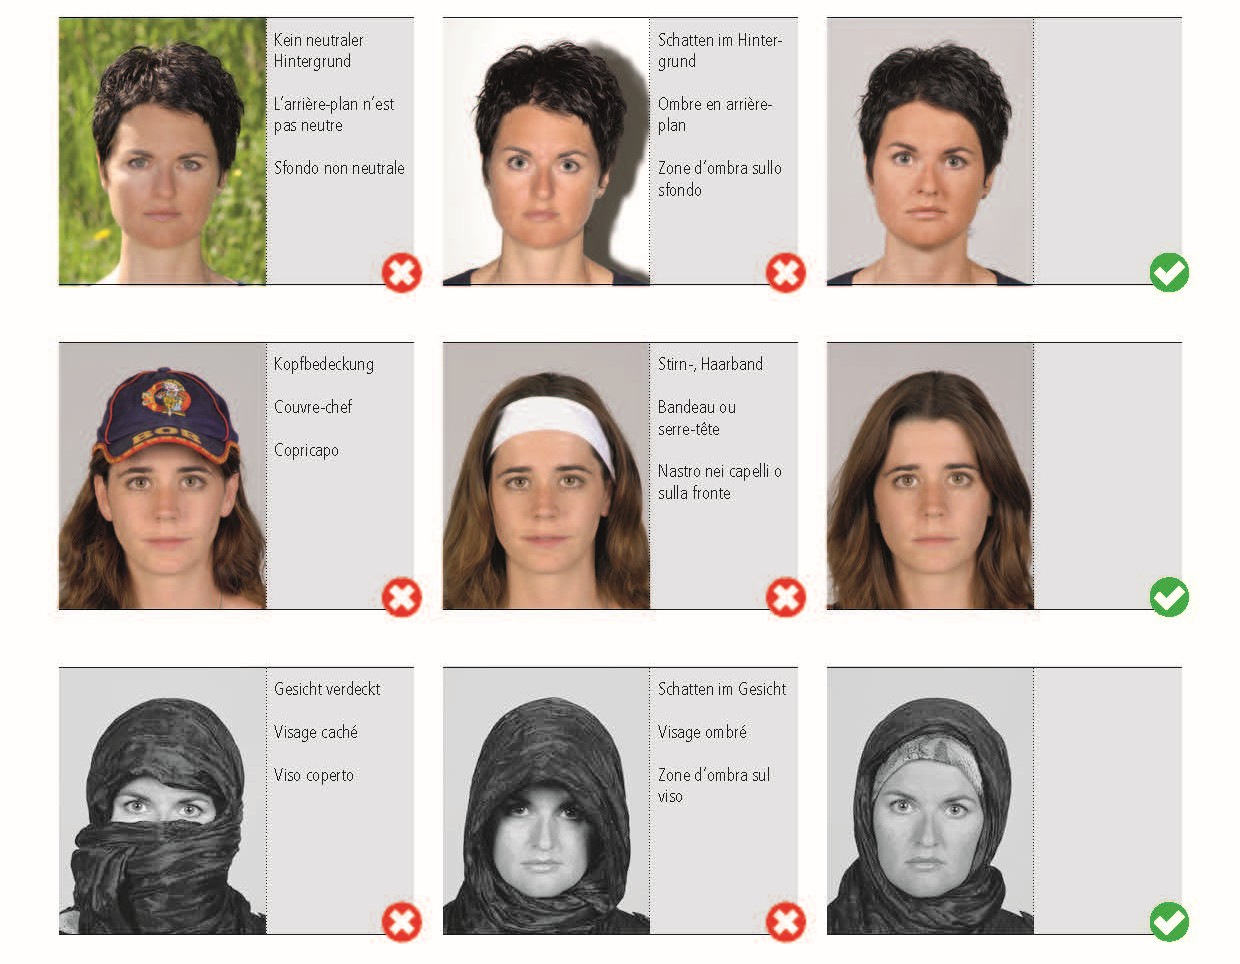 Kein neutraler
Hintergrund
L'arrière-plan n'est
pas neutre
Sfondo non neutrale
Schatten im Hinter-
grund
Ombre en arrière-
plan
Zone d'ombra sullo
sfondo
Kopfbedeckung
Couvre-chef
Copricapo
BOB
Stirn-, Haarband
Bandeau ou
serre-tête
Nastro nei capelli o
sulla fronte
Gesicht verdeckt
Visage caché
Viso coperto
Schatten im Gesicht
Visage ombré
Zone d'ombra sul
viso